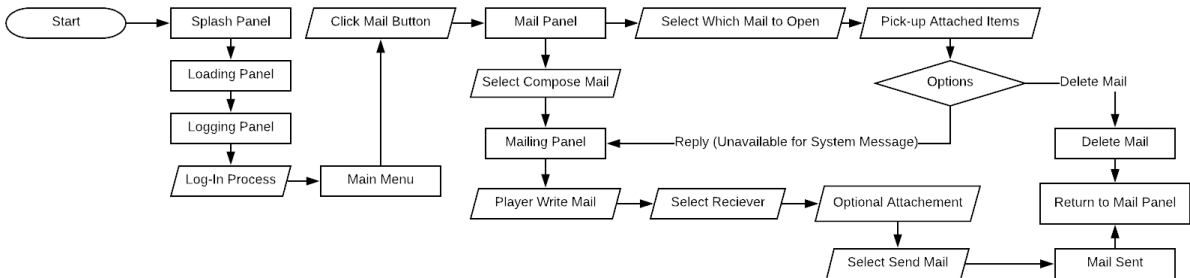 Start
Splash Panel
Click Mail Button
Mail Panel
Select Which Mail to Open
Pick-up Attached Items
Loading Panel
Select Compose Mail
Options
Delete Mail
Logging Panel
Mailing Panel
Reply (Unavailable for System Message)
Delete Mail
Log-In Process
Main Menu
Player Write Mail
Select Reciever
Optional Attachement
Return to Mail Panel
Select Send Mail
Mail Sent